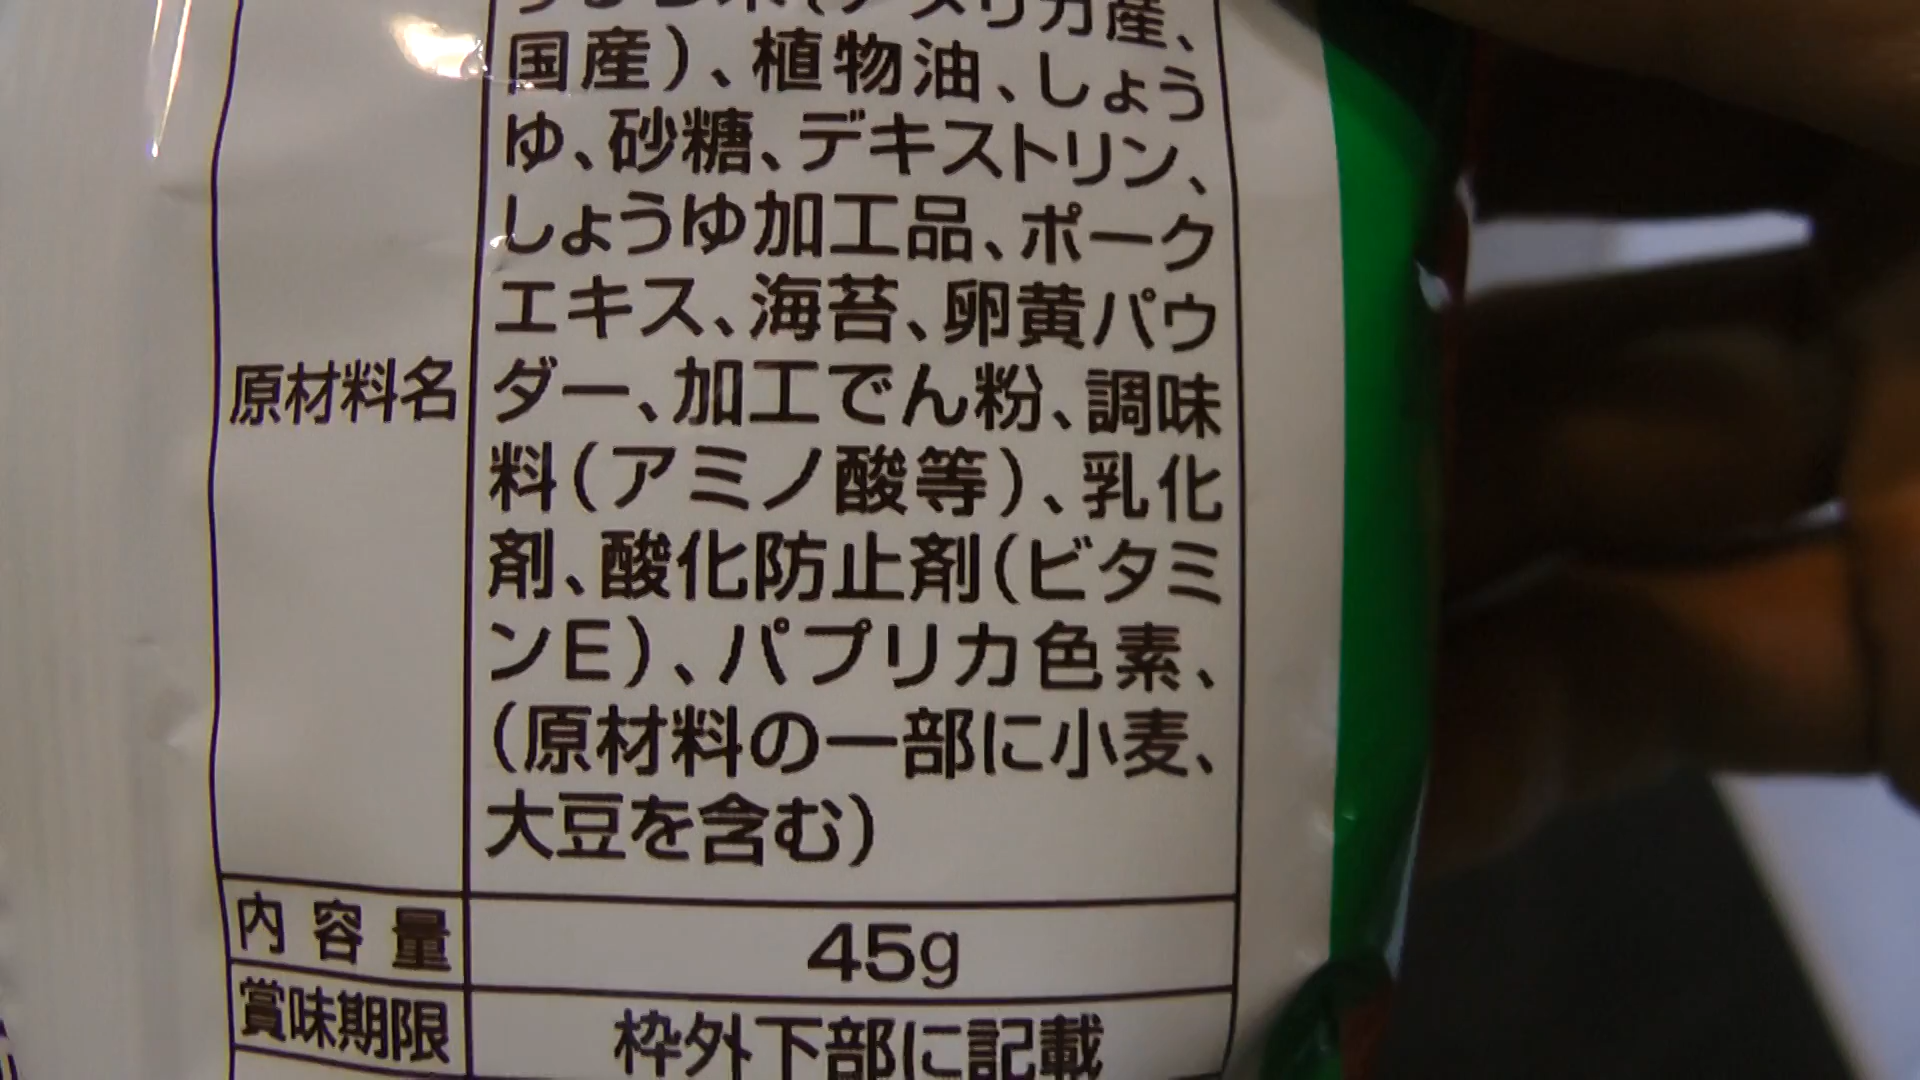 うるち米(アメリカ産、
国産)、植物油、しょう
ゆ、砂糖、デキストリン、
しょうゆ加工品、ポーク
エキス、海苔、卵黄パウ
原材料名 ダー、加工でん粉、調味
料(アミノ酸等)、乳化
剤、酸化防止剤(ビタミ
ンE)、パプリカ色素、
(原材料の一部に小麦、
大豆を含む)
内容量 45g
賞味期限 枠外下部に記載